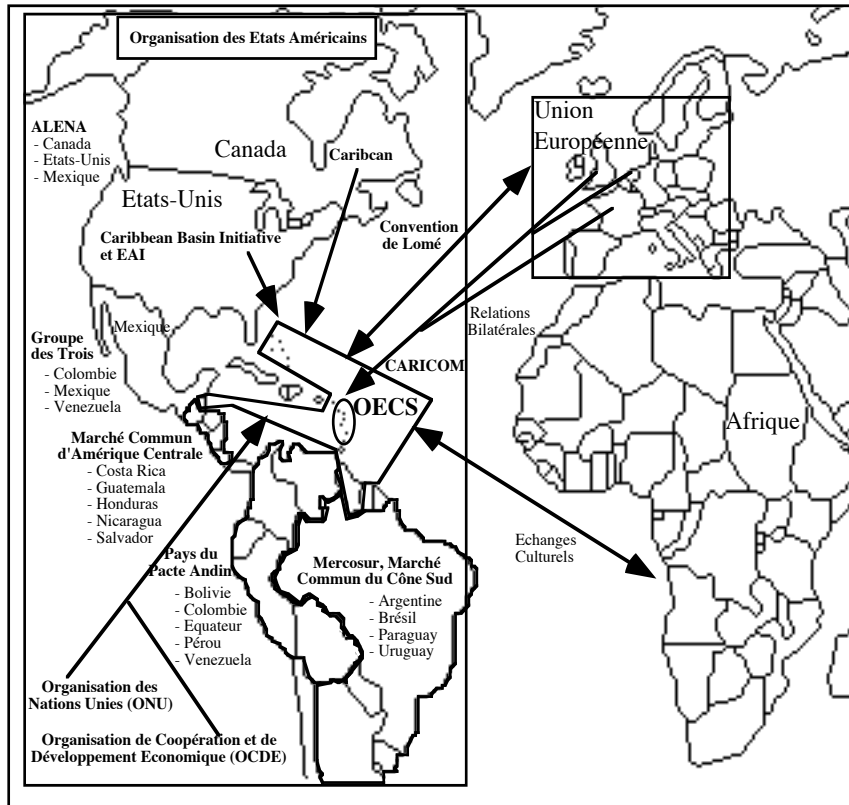 Organisation des Etats Américains
ALENA
- Canada
- Etats-Unis
- Mexique
Canada
Etats-Unis
Caribcan
Union
Européenne
Caribbean Basin Initiative
et EAI
Convention
de Lomé
Relations
Bilatérales
Mexique
Groupe
des Trois
- Colombie
- Mexique
- Venezuela
CARICOM
OECS
Afrique
Marché Commun
d'Amérique Centrale
- Costa Rica
- Guatemala
- Honduras
- Nicaragua
- Salvador
Echanges
Culturels
Pays du
Pacte Andin
- Bolivie
- Colombie
- Equateur
- Pérou
- Venezuela
Mercosur, Marché
Commun du Cône Sud
- Argentine
- Brésil
- Paraguay
- Uruguay
Organisation des
Nations Unies (ONU)
Organisation de Coopération et de
Développement Economique (OCDE)